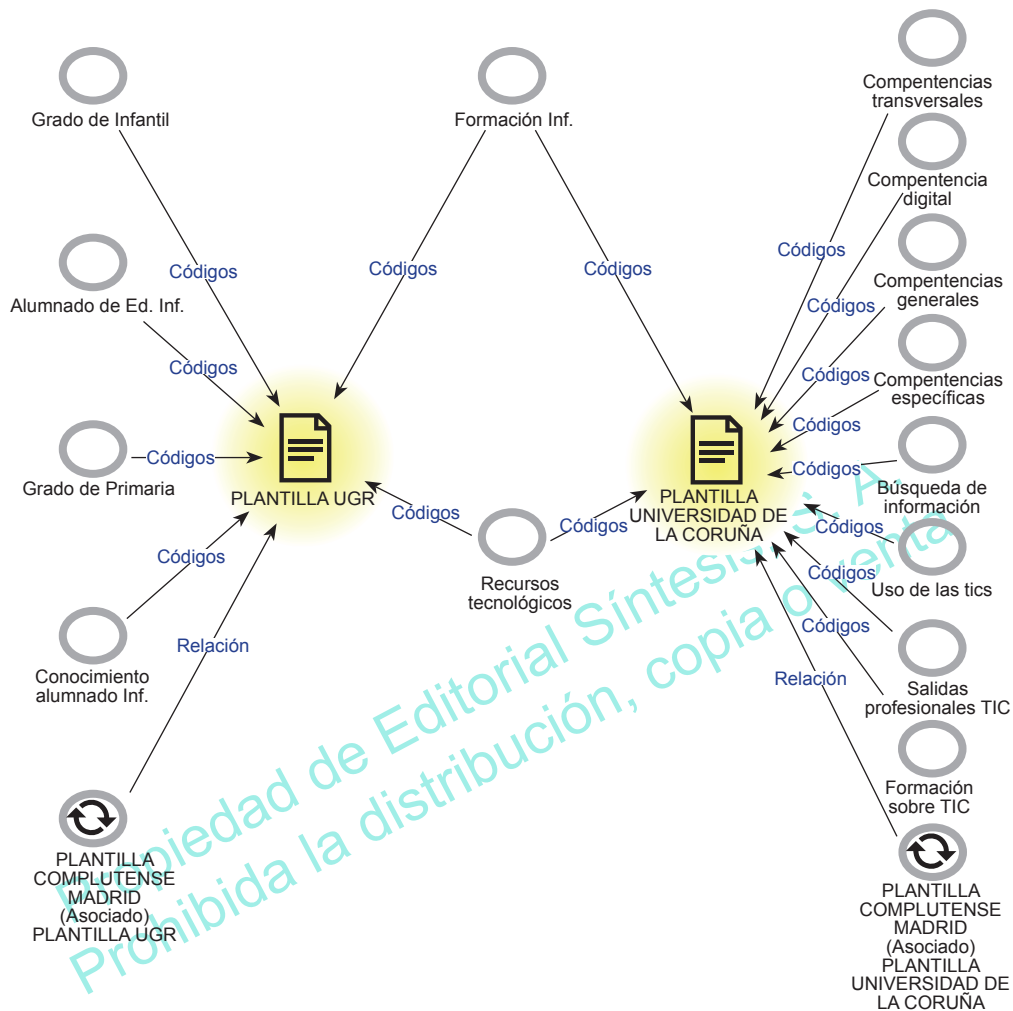 Grado de Infantil
Formación Inf.
Compentencias
transversales
Compentencia
digital
Códigos
Códigos
Códigos
Códigos
Alumnado de Ed. Inf.
Compentencias
generales
Códigos
Códigos
Códigos
Compentencias
específicas
Códigos
Códigos
Grado de Primaria
PLANTILLA UGR
PLANTILLA
UNIVERSIDAD DE
LA CORUÑA
Códigos
Búsqueda de
información
Códigos
Códigos
Códigos
Códigos
Recursos
tecnológicos
Uso de las tics
Códigos
Códigos
Relación
Conocimiento
alumnado Inf.
Relación
Salidas
profesionales TIC
Formación
sobre TIC
PLANTILLA
COMPLUTENSE
MADRID
(Asociado)
PLANTILLA UGR
PLANTILLA
COMPLUTENSE
MADRID
(Asociado)
PLANTILLA
UNIVERSIDAD DE
LA CORUÑA
Propiedad de Editorial Síntesis, S. A.
Prohibida la distribución, copia o venta